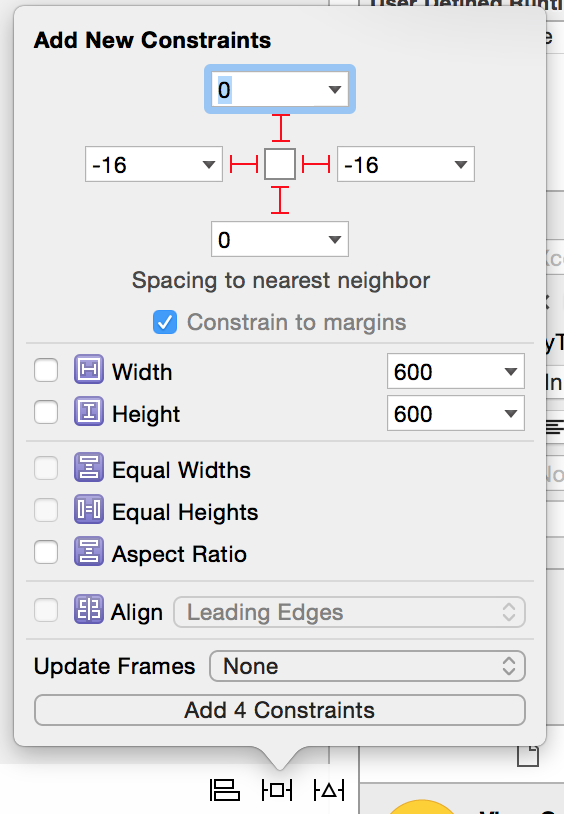 User Defined Runti
Add New Constraints
0
-16
-16
0
Spacing to nearest neighbor
Constrain to margins
Width
600
Height
600
Equal Widths
Equal Heights
Aspect Ratio
Align
Leading Edges
Update Frames
None
Add 4 Constraints